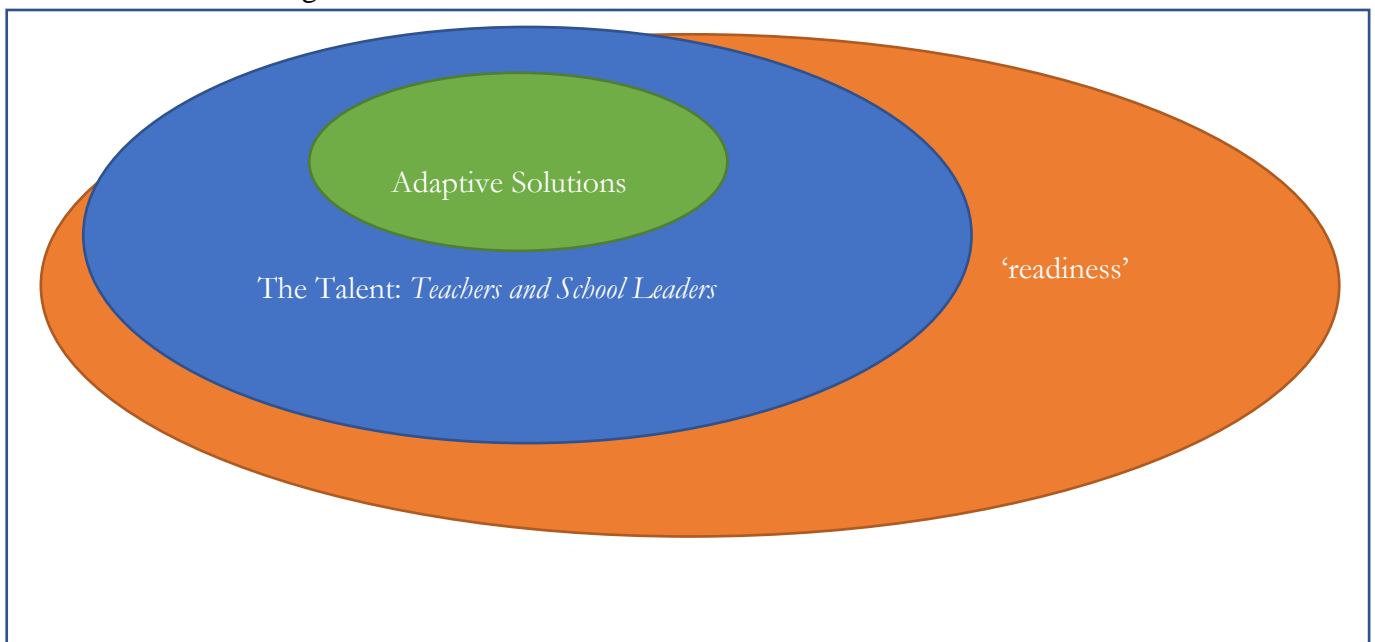 Adaptive Solutions
‘readiness’
The Talent: Teachers and School Leaders